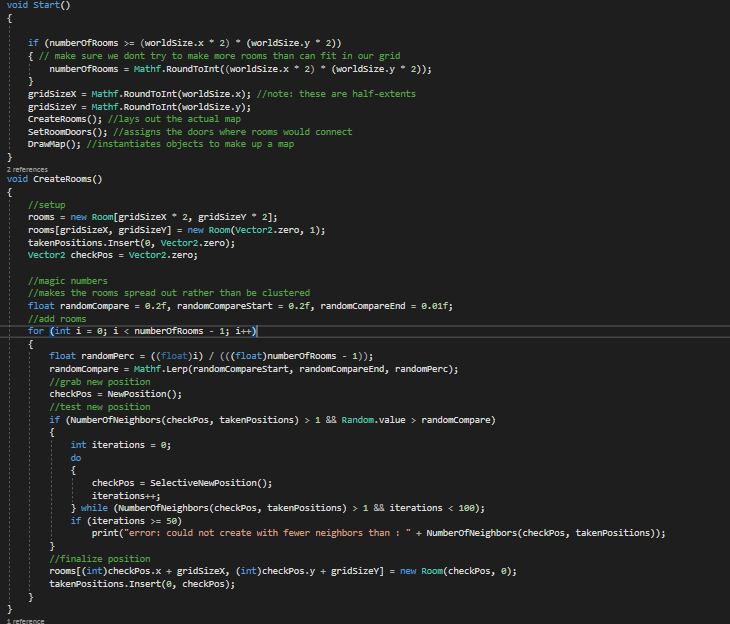 void Start()
{
if (numberOfRooms >= (worldSize.x * 2) * (worldSize.y * 2))
{ // make sure we dont try to make more rooms than can fit in our grid
numberOfRooms = Mathf.RoundToInt((worldSize.x * 2) * (worldSize.y * 2));
}
gridSizeX = Mathf.RoundToInt(worldSize.x); //note: these are half-extents
gridSizeY = Mathf.RoundToInt(worldSize.y);
CreateRooms(); //lays out the actual map
SetRoomDoors(); //assigns the doors where rooms would connect
DrawMap(); //instantiates objects to make up a map
}
2 references
void CreateRooms()
{
//setup
rooms = new Room[gridSizeX * 2, gridSizeY * 2];
rooms[gridSizeX, gridSizeY] = new Room(Vector2.zero, 1);
takenPositions.Insert(0, Vector2.zero);
Vector2 checkPos = Vector2.zero;
//magic numbers
//makes the rooms spread out rather than be clustered
float randomCompare = 0.2f, randomCompareStart = 0.2f, randomCompareEnd = 0.01f;
//add rooms
for (int i = 0; i < numberOfRooms - 1; i++)
{
float randomPerc = ((float)i) / (((float)numberOfRooms - 1));
randomCompare = Mathf.Lerp(randomCompareStart, randomCompareEnd, randomPerc);
//grab new position
checkPos = NewPosition();
//test new position
if (NumberOfNeighbors(checkPos, takenPositions) > 1 && Random.value > randomCompare)
{
int iterations = 0;
do
{
checkPos = SelectiveNewPosition();
iterations++;
} while (NumberOfNeighbors(checkPos, takenPositions) > 1 && iterations < 100);
if (iterations >= 50)
print("error: could not create with fewer neighbors than : " + NumberOfNeighbors(checkPos, takenPositions));
}
//finalize position
rooms[(int)checkPos.x + gridSizeX, (int)checkPos.y + gridSizeY] = new Room(checkPos, 0);
takenPositions.Insert(0, checkPos);
}
}
1 reference